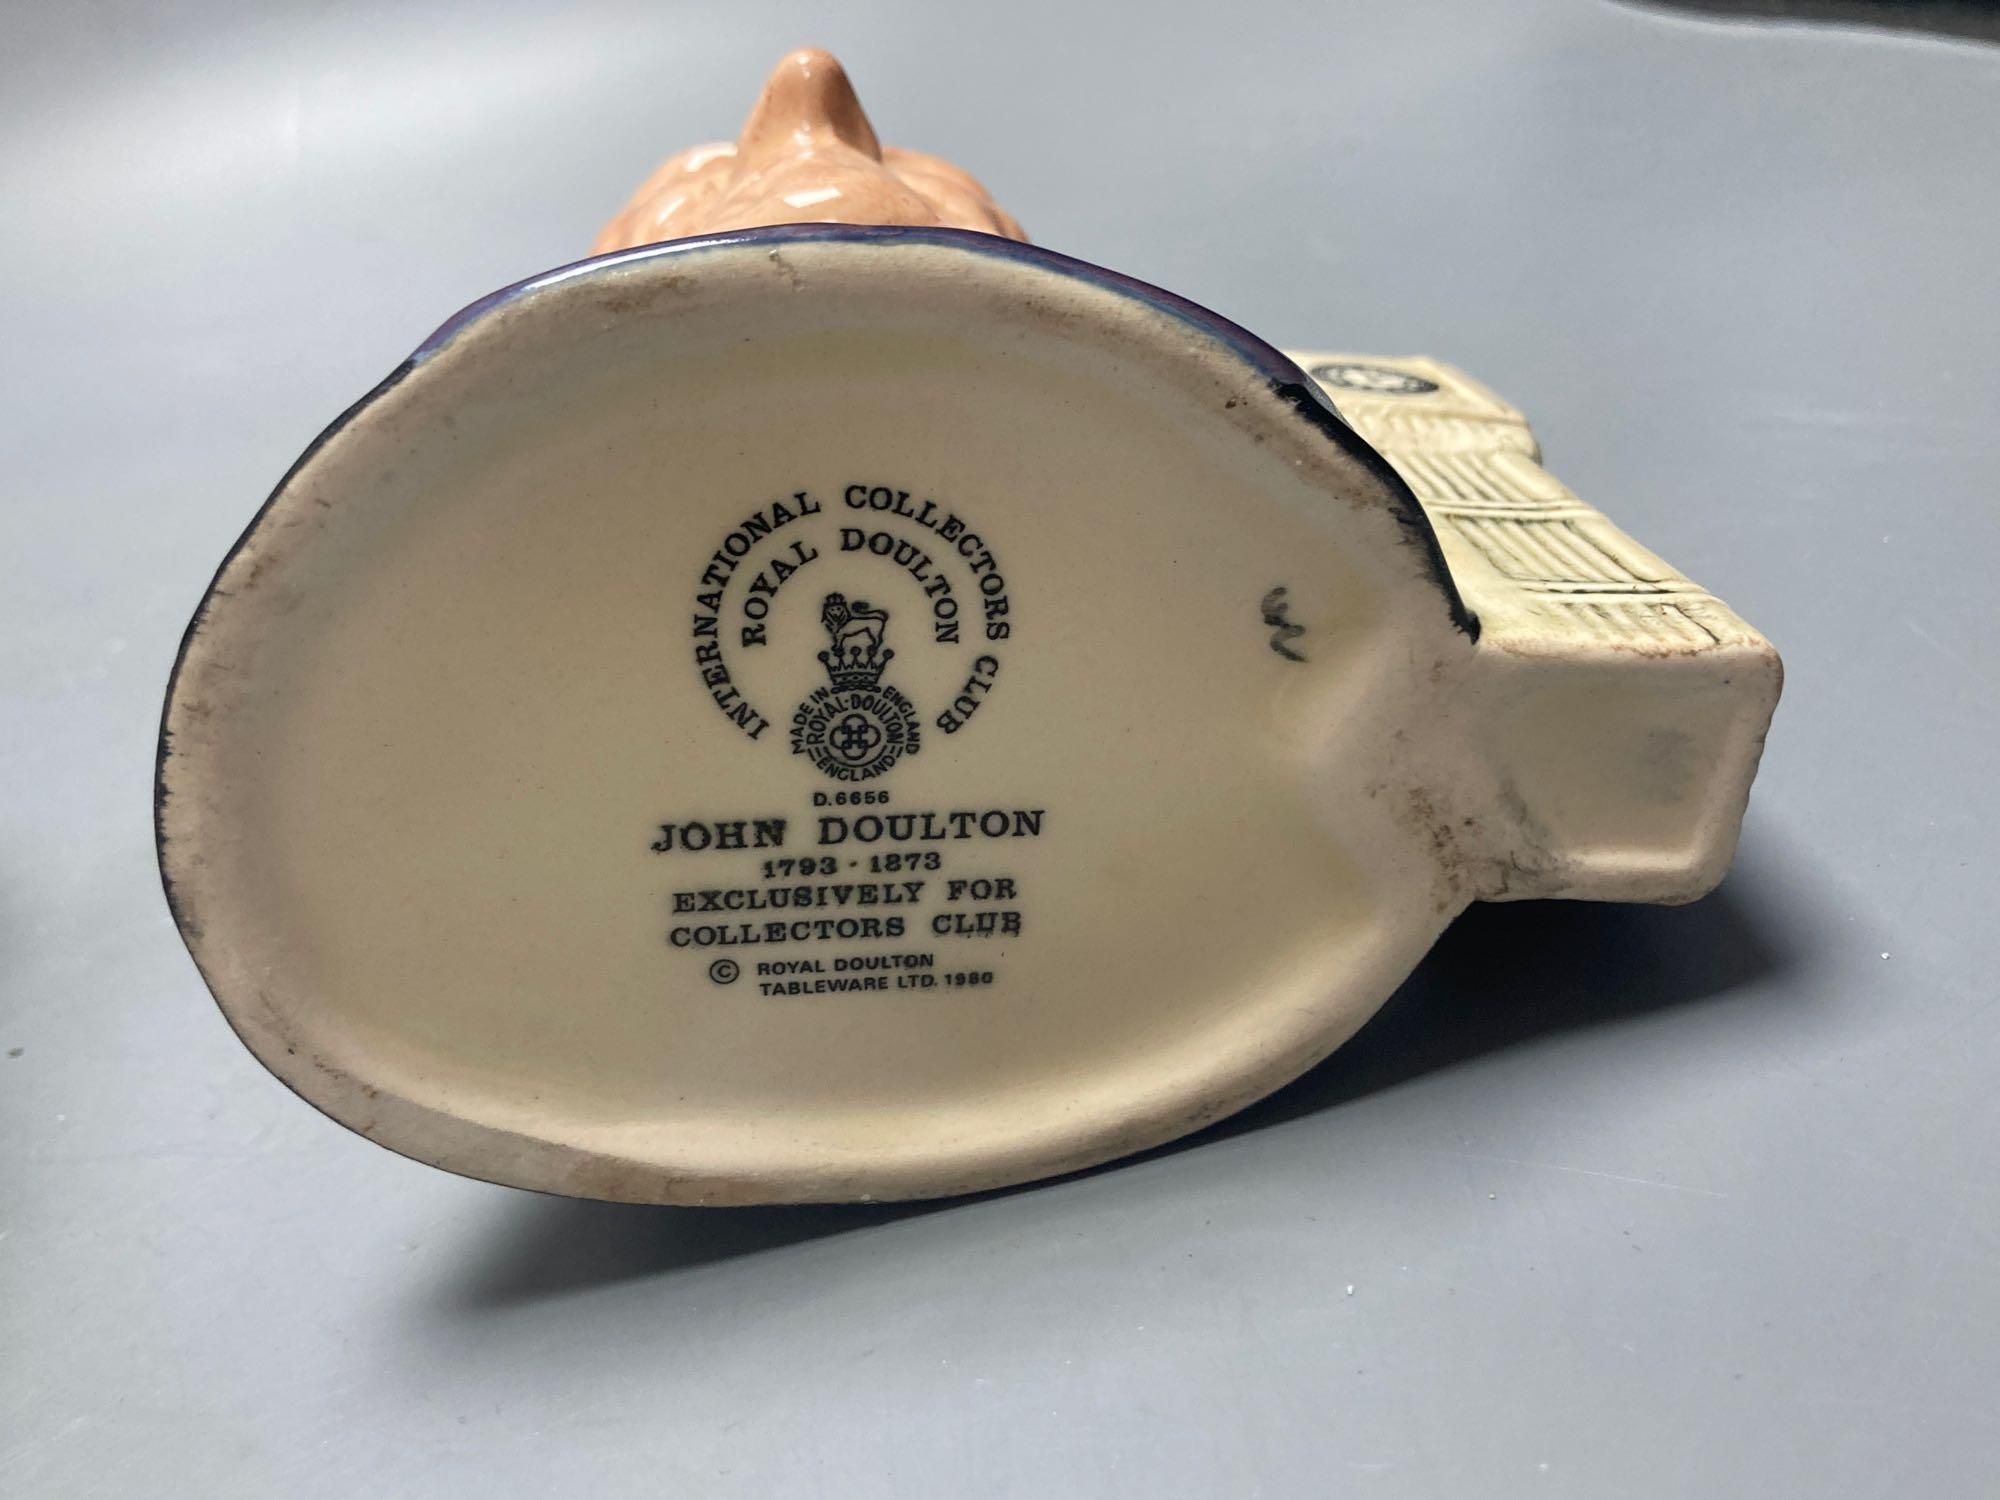 INTERNATIONAL COLLECTORS CLUB
ROYAL DOULTON
MADE IN ENGLAND
ROYAL-DOULTON
ENGLAND
D.6656
JOHN DOULTON
1793 - 1873
EXCLUSIVELY FOR
COLLECTORS CLUB
© ROYAL DOULTON
TABLEWARE LTD. 1980